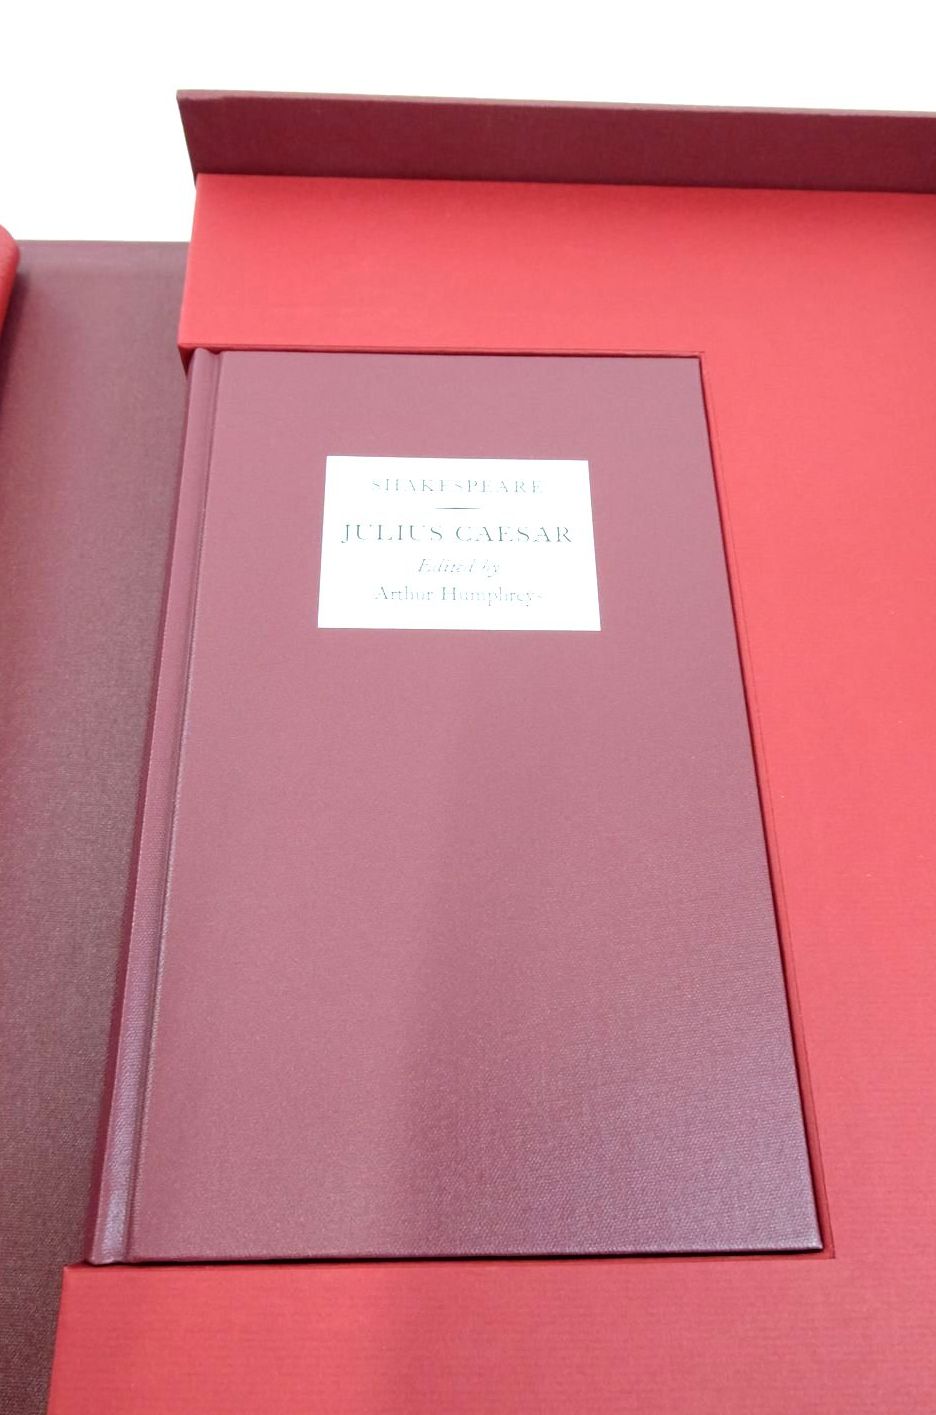 SHAKESPEARE
JULIUS CAESAR
Edited by
Arthur Humphreys